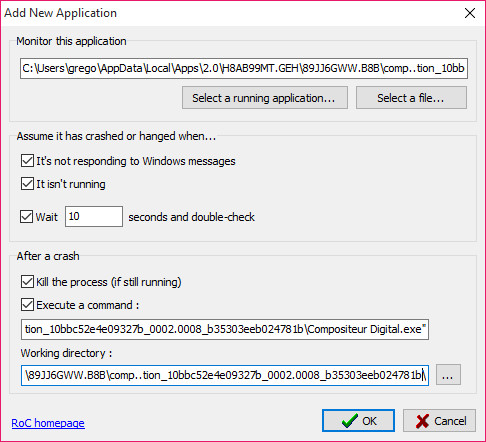 Add New Application
Monitor this application
C:\Users\grego\AppData\Local\Apps\2.0\H8AB99MT.GEH\89JJ6GWW.B8B\comp..tion_10bb
Select a running application...
Select a file...
Assume it has crashed or hanged when...
It's not responding to Windows messages
It isn't running
Wait 10 seconds and double-check
After a crash
Kill the process (if still running)
Execute a command :
tion_10bbc52e4e09327b_0002.0008_b35303eeb024781b\Compositeur Digital.exe"
Working directory :
\89JJ6GWW.B8B\comp..tion_10bbc52e4e09327b_0002.0008_b35303eeb024781b\
...
RoC homepage
OK
Cancel